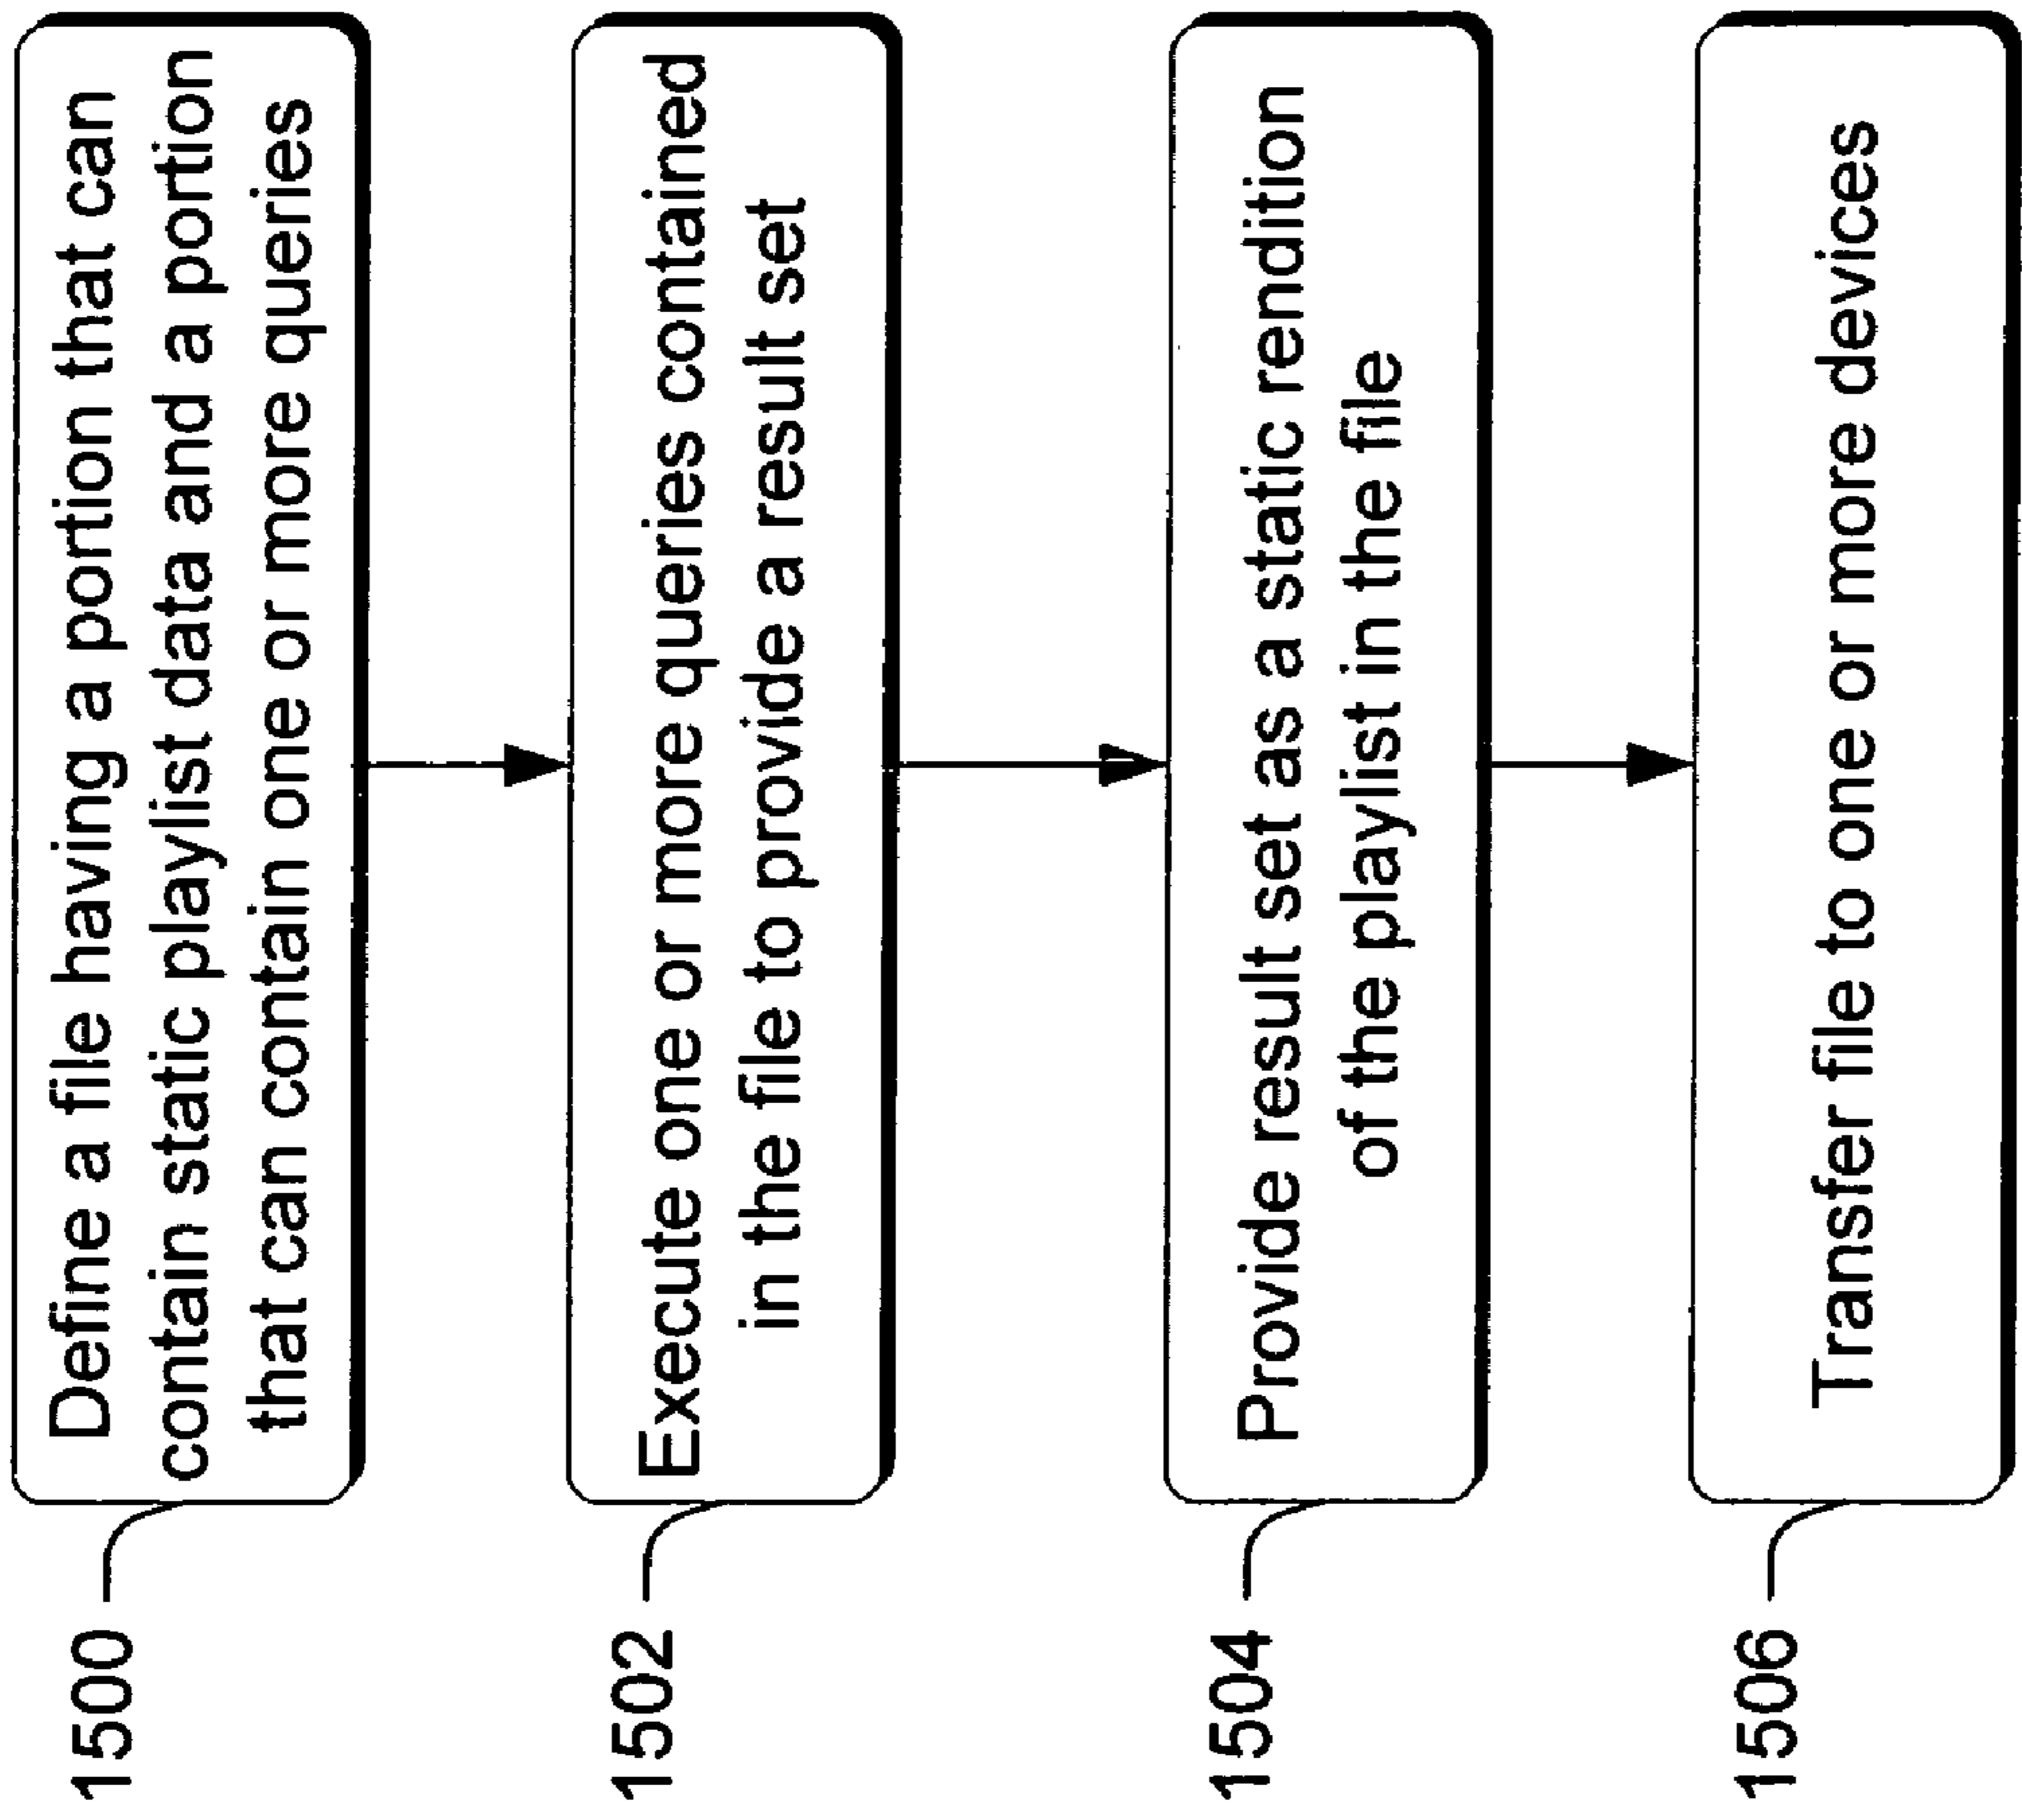 1500
Define a file having a portion that can
contain static playlist data and a portion
that can contain one or more queries
1502
Execute one or more queries contained
in the file to provide a result set
1504
Provide result set as a static rendition
of the playlist in the file
1506
Transfer file to one or more devices